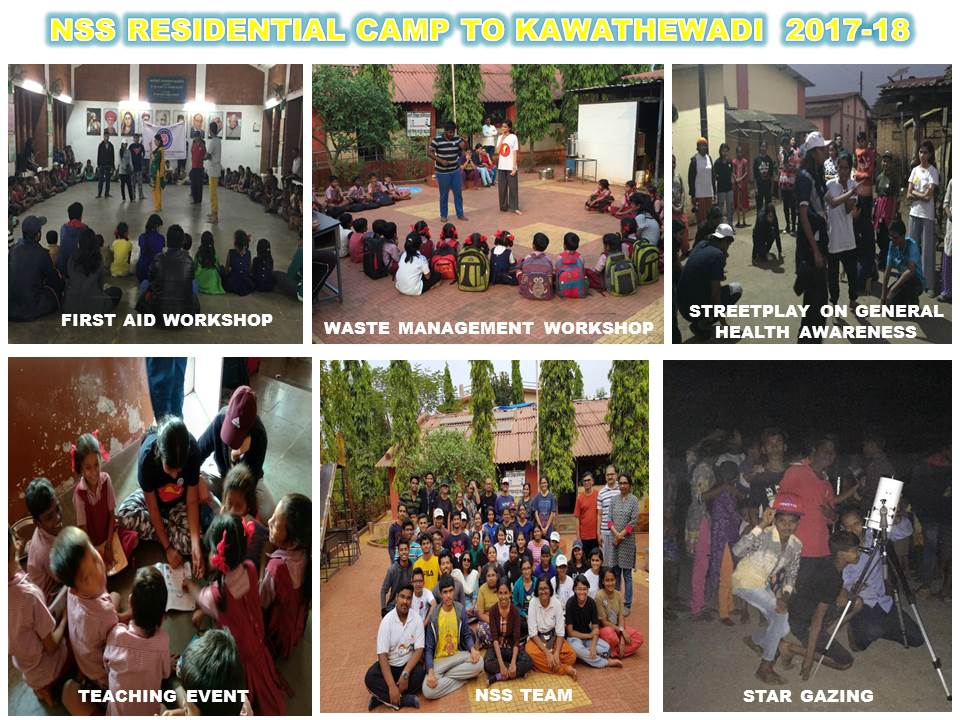 NSS RESIDENTIAL CAMP TO KAWATHEWADI 2017-18
FIRST AID WORKSHOP
WASTE MANAGEMENT WORKSHOP
STREETPLAY ON GENERAL
HEALTH AWARENESS
TEACHING EVENT
NSS TEAM
STAR GAZING